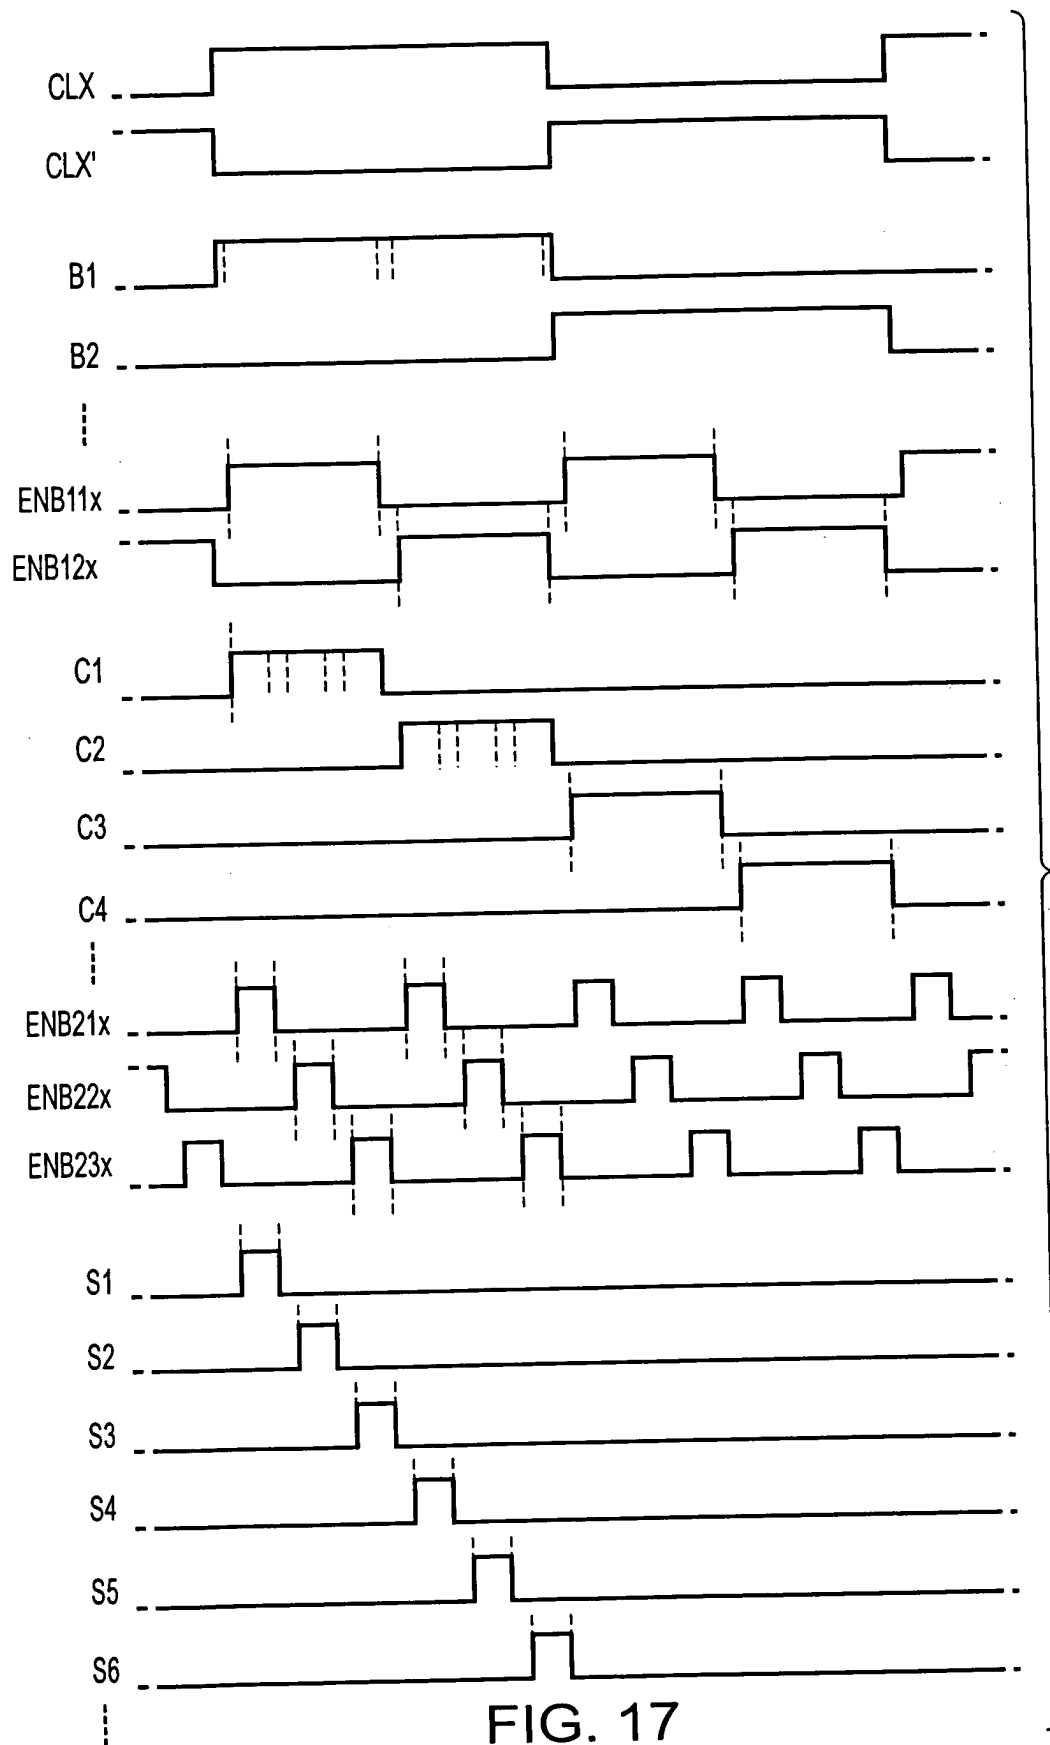 CLX
CLX'
B1
B2
ENB11x
ENB12x
C1
C2
C3
C4
ENB21x
ENB22x
ENB23x
S1
S2
S3
S4
S5
S6
FIG. 17